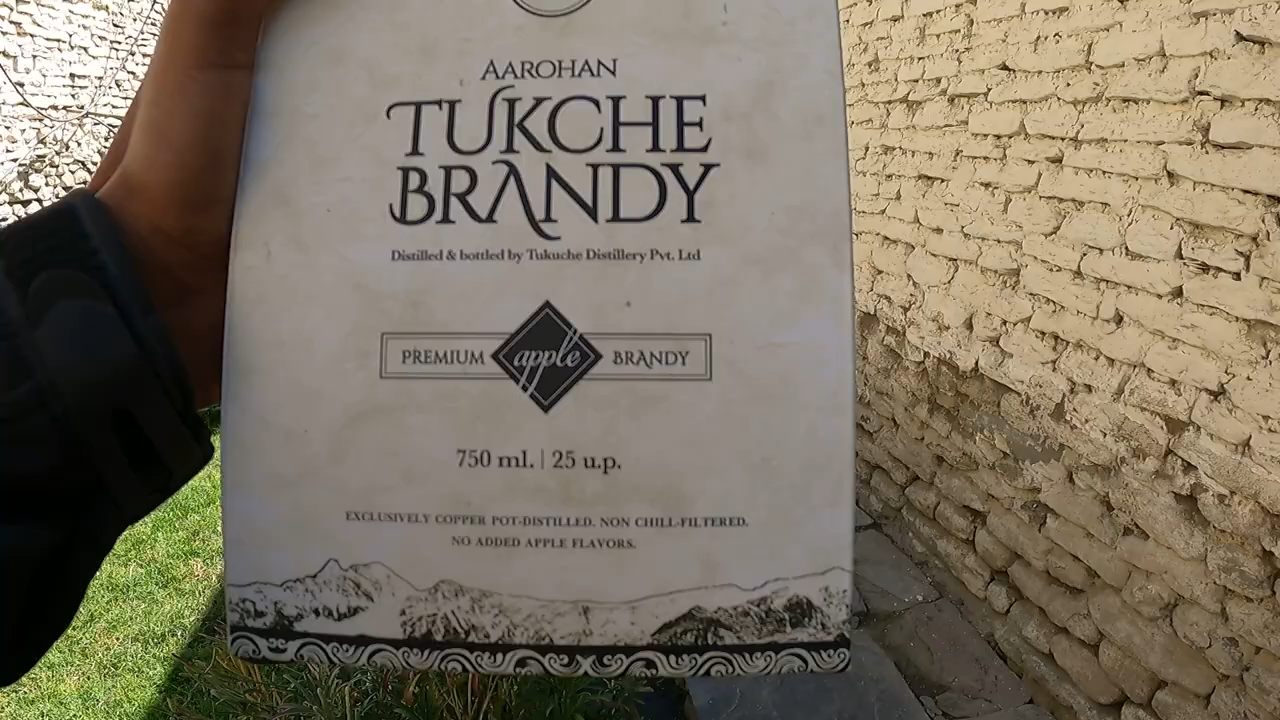 AAROHAN
TUKCHE
BRANDY
Distilled & bottled by Tukuche Distillery Pvt. Ltd
PREMIUM apple BRANDY
750 ml. | 25 u.p.
EXCLUSIVELY COPPER POT-DISTILLED. NON CHILL-FILTERED.
NO ADDED APPLE FLAVORS.